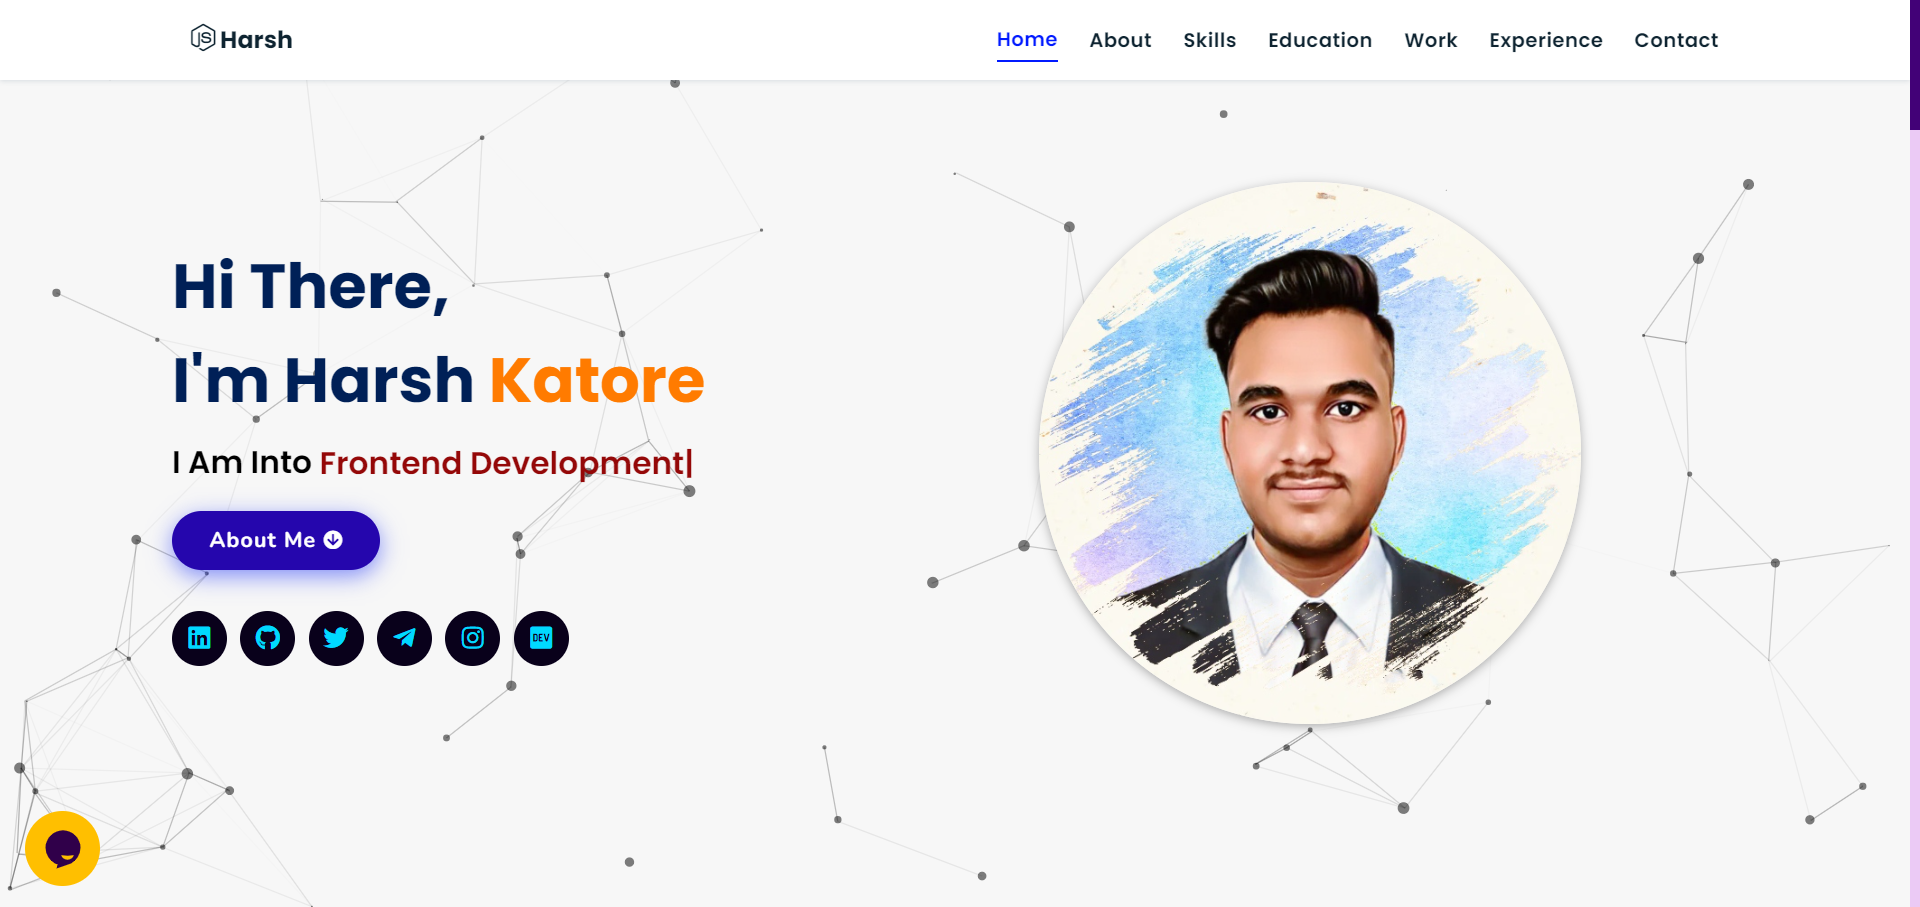 Harsh
Home About Skills Education Work Experience Contact
Hi There,
I'm Harsh Katore
I Am Into Frontend Development|
About Me
in DEV